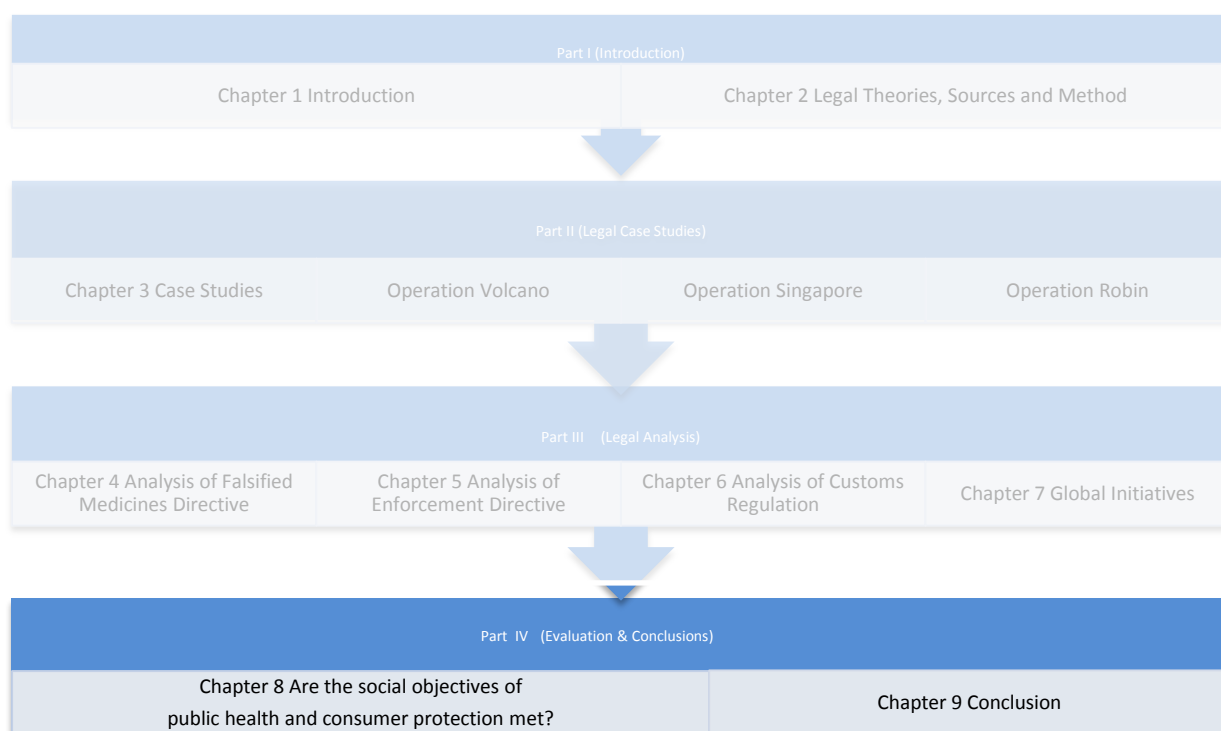 Part I (Introduction)
Chapter 1 Introduction
Chapter 2 Legal Theories, Sources and Method
Part II (Legal Case Studies)
Chapter 3 Case Studies
Operation Volcano
Operation Singapore
Operation Robin
Part III (Legal Analysis)
Chapter 4 Analysis of Falsified
Medicines Directive
Chapter 5 Analysis of
Enforcement Directive
Chapter 6 Analysis of Customs
Regulation
Chapter 7 Global Initiatives
Part IV (Evaluation & Conclusions)
Chapter 8 Are the social objectives of
public health and consumer protection met?
Chapter 9 Conclusion